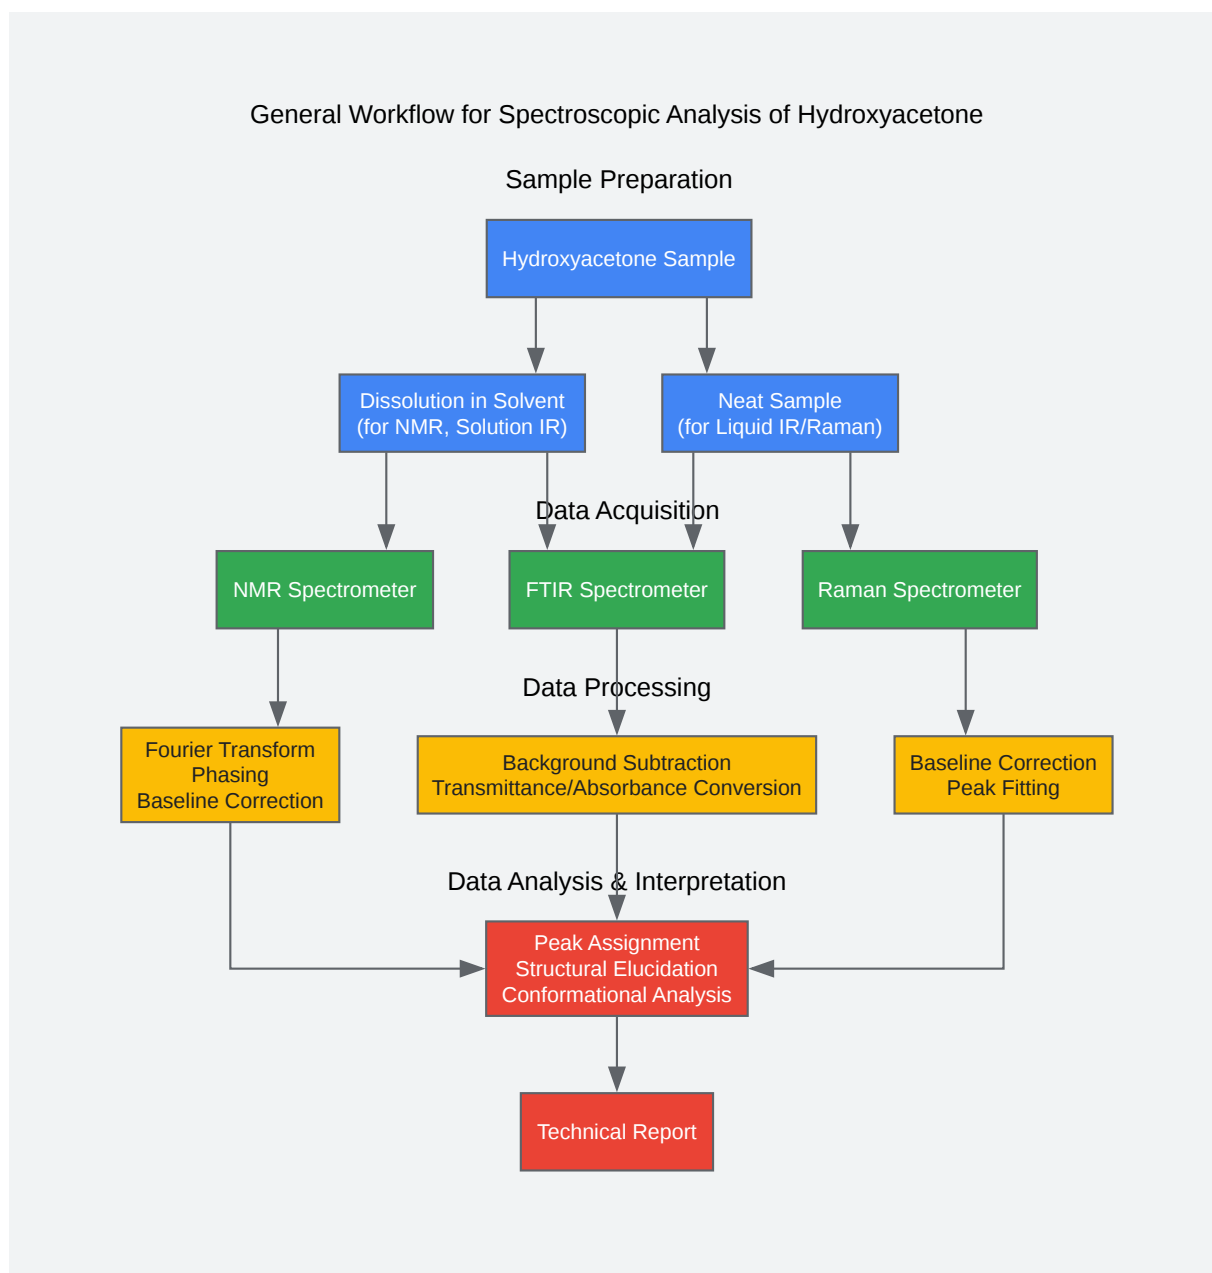 General Workflow for Spectroscopic Analysis of Hydroxyacetone
Sample Preparation
Hydroxyacetone Sample
Dissolution in Solvent
(for NMR, Solution IR)
Neat Sample
(for Liquid IR/Raman)
Data Acquisition
NMR Spectrometer
FTIR Spectrometer
Raman Spectrometer
Data Processing
Fourier Transform
Phasing
Baseline Correction
Background Subtraction
Transmittance/Absorbance Conversion
Baseline Correction
Peak Fitting
Data Analysis & Interpretation
Peak Assignment
Structural Elucidation
Conformational Analysis
Technical Report